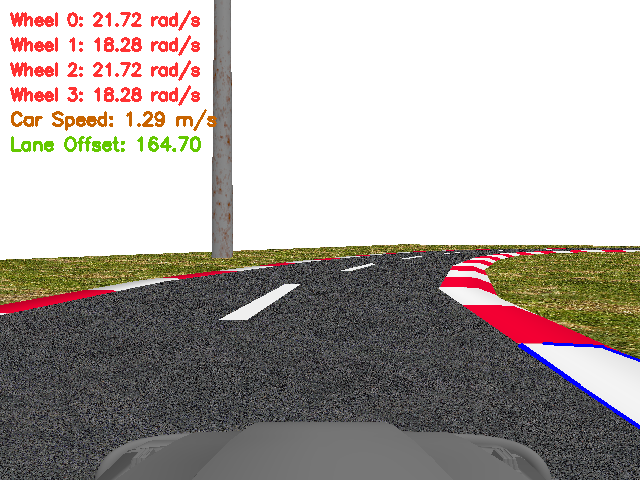 Wheel 0: 21.72 rad/s
Wheel 1: 18.28 rad/s
Wheel 2: 21.72 rad/s
Wheel 3: 18.28 rad/s
Car Speed: 1.29 m/s
Lane Offset: 164.70